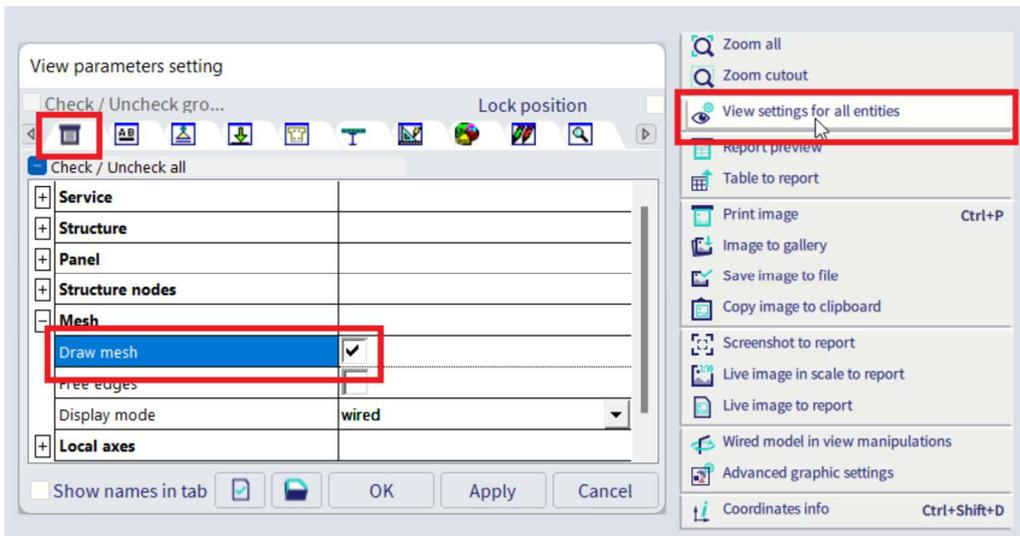 View parameters setting
Check / Uncheck gro...
Lock position
AB
Check / Uncheck all
Service
Structure
Panel
Structure nodes
Mesh
Draw mesh
Free edges
Display mode wired
Local axes
Show names in tab
OK
Apply
Cancel
Zoom all
Zoom cutout
View settings for all entities
Report preview
Table to report
Print image Ctrl+P
Image to gallery
Save image to file
Copy image to clipboard
Screenshot to report
Live image in scale to report
Live image to report
Wired model in view manipulations
Advanced graphic settings
Coordinates info Ctrl+Shift+D